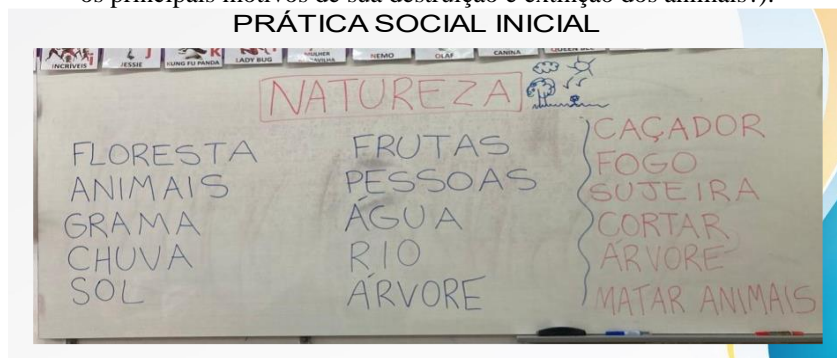 os principais motivos de sua destruição e extinção dos animais?).
PRÁTICA SOCIAL INICIAL
INCRÍVEIS
J
JESSIE
K
KUNG FU PANDA
LADY BUG
MULHER
MARAVILHA
NEMO
OLAF
CANINA
QUEEN BEE
NATUREZA
FLORESTA
ANIMAIS
GRAMA
CHUVA
SOL
FRUTAS
PESSOAS
ÁGUA
RIO
ÁRVORE
CAÇADOR
FOGO
SUJEIRA
CORTAR
ÁRVORE
MATAR ANIMAIS